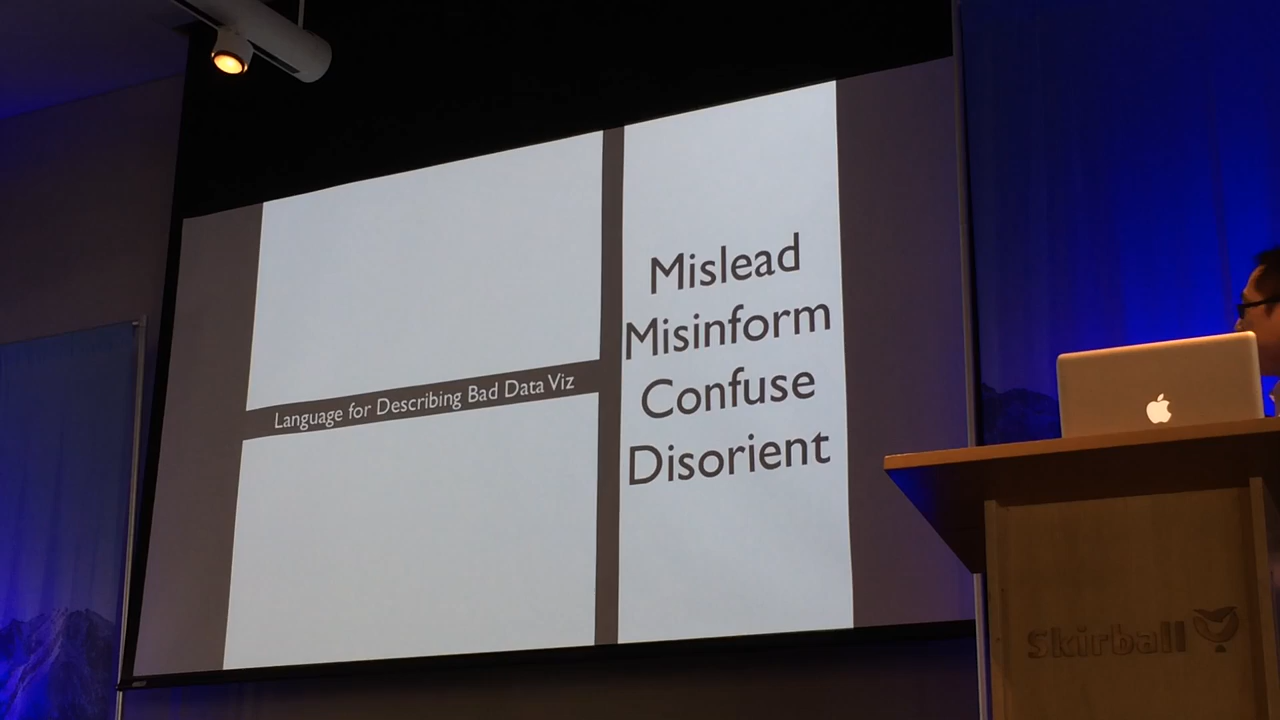 Language for Describing Bad Data Viz
Mislead
Misinform
Confuse
Disorient
Skirball